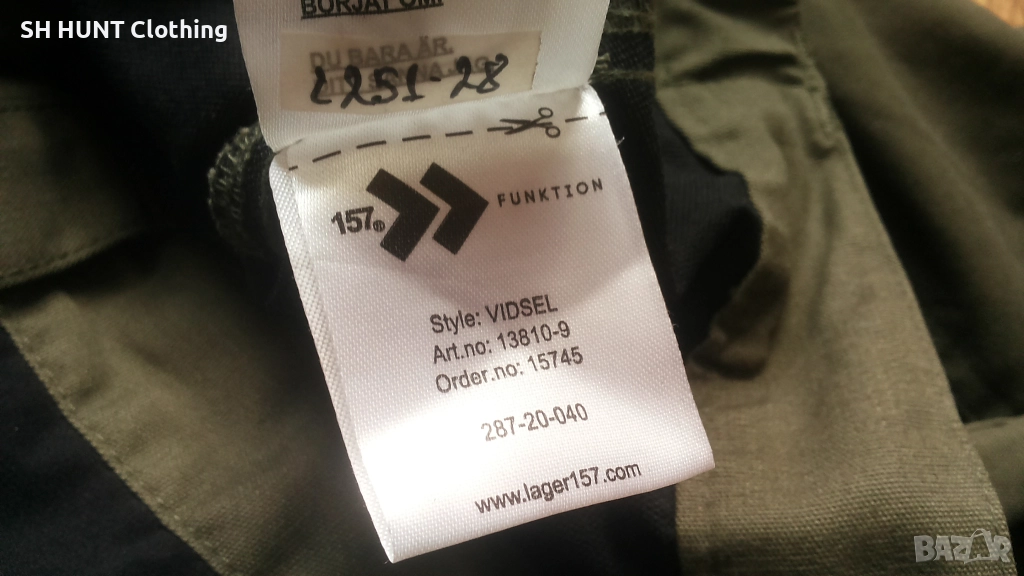 SH HUNT Clothing
BÖRJAT OM.
DU BARA ÄR.
2251 28
157
FUNKTION
Style: VIDSEL
Art.no: 13810-9
Order.no: 15745
287-20-040
www.lager157.com
BAZAR